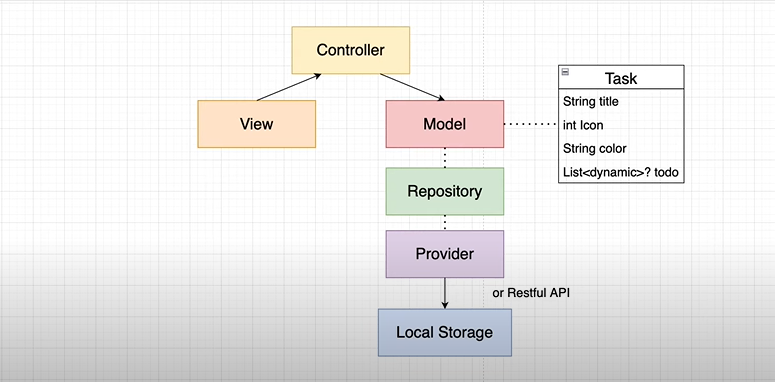 Controller
View
Model
Task
String title
int Icon
String color
List<dynamic>? todo
Repository
Provider
or Restful API
Local Storage